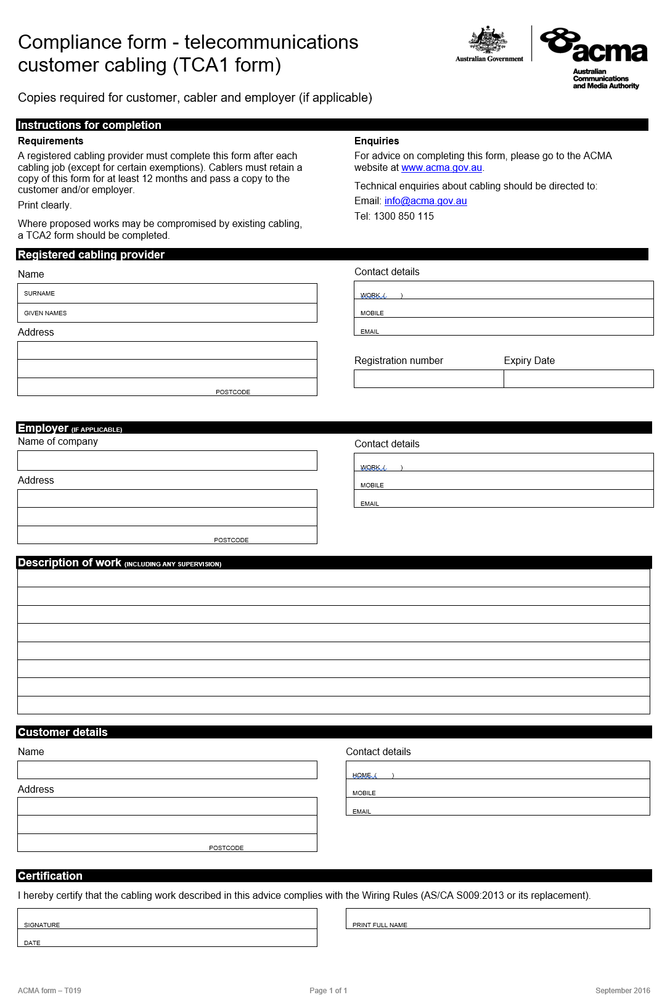 Compliance form - telecommunications
customer cabling (TCA1 form)
Australian Government
acma
Australian
Communications
and Media Authority
Copies required for customer, cabler and employer (if applicable)
Instructions for completion
Requirements
A registered cabling provider must complete this form after each
cabling job (except for certain exemptions). Cablers must retain a
copy of this form for at least 12 months and pass a copy to the
customer and/or employer.
Print clearly.
Where proposed works may be compromised by existing cabling,
a TCA2 form should be completed.
Enquiries
For advice on completing this form, please go to the ACMA
website at www.acma.gov.au.
Technical enquiries about cabling should be directed to:
Email: info@acma.gov.au
Tel: 1300 850 115
Registered cabling provider
Name
SURNAME
GIVEN NAMES
Address
POSTCODE
Contact details
WORK ( )
MOBILE
EMAIL
Registration number Expiry Date
Employer (IF APPLICABLE)
Name of company
Address
POSTCODE
Contact details
WORK ( )
MOBILE
EMAIL
Description of work (INCLUDING ANY SUPERVISION)
Customer details
Name
Address
POSTCODE
Contact details
HOME ( )
MOBILE
EMAIL
Certification
I hereby certify that the cabling work described in this advice complies with the Wiring Rules (AS/CA S009:2013 or its replacement).
SIGNATURE
DATE
PRINT FULL NAME
ACMA form – T019 Page 1 of 1 September 2016